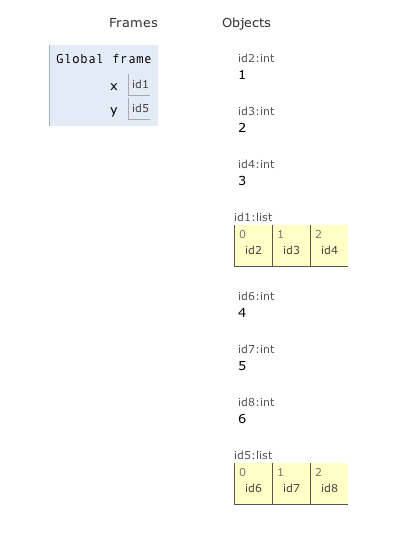 Frames Objects
Global frame
x id1
y id5
id2:int
1
id3:int
2
id4:int
3
id1:list
0 1 2
id2 id3 id4
id6:int
4
id7:int
5
id8:int
6
id5:list
0 1 2
id6 id7 id8